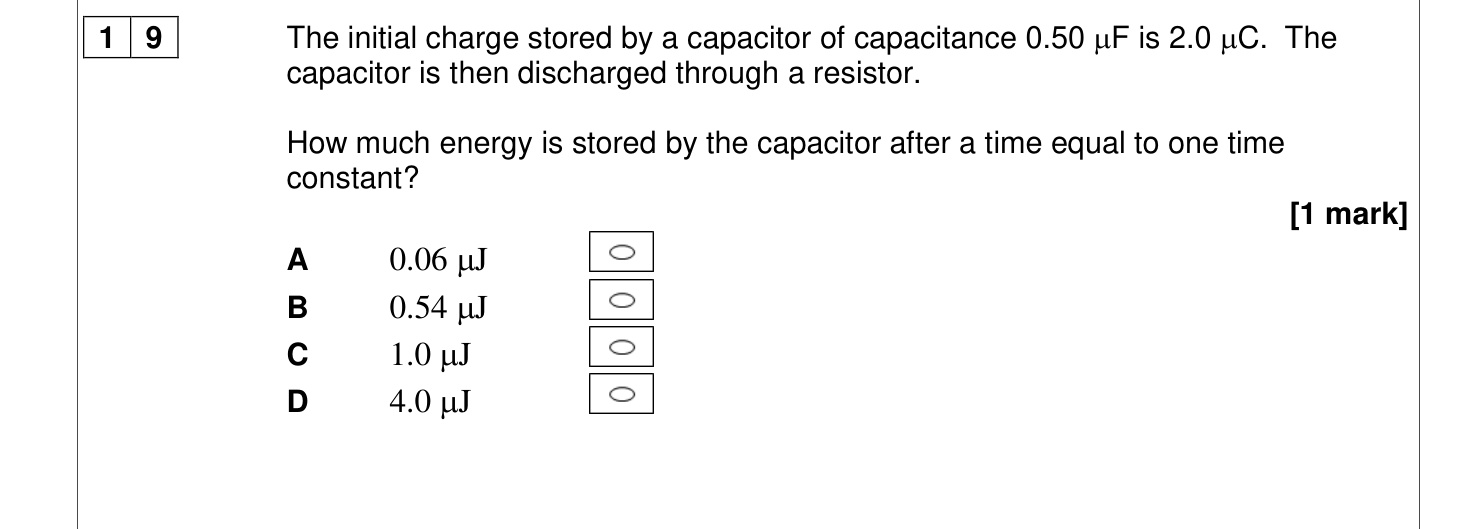 1 9 The initial charge stored by a capacitor of capacitance 0.50 μF is 2.0 μC. The
capacitor is then discharged through a resistor.
How much energy is stored by the capacitor after a time equal to one time
constant?
[1 mark]
A 0.06 μJ
B 0.54 μJ
C 1.0 μJ
D 4.0 μJ